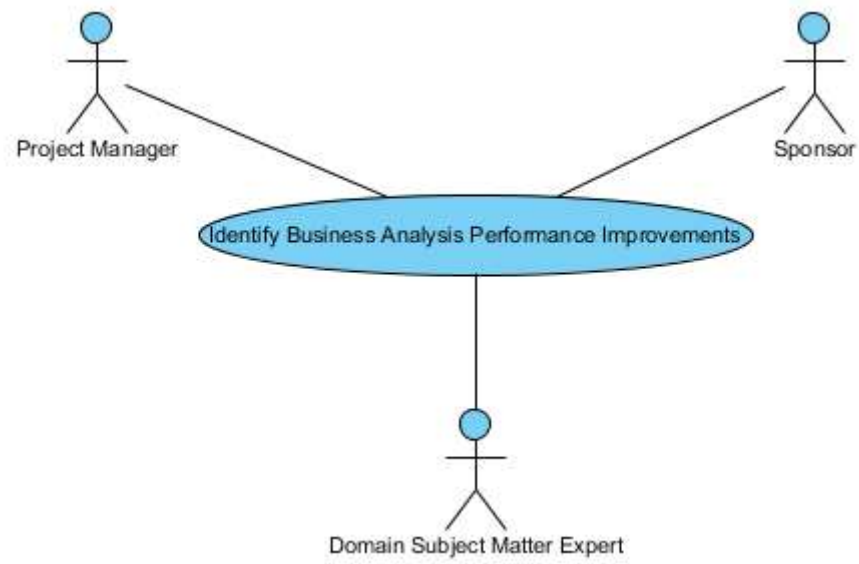 Project Manager
Sponsor
Identify Business Analysis Performance Improvements
Domain Subject Matter Expert